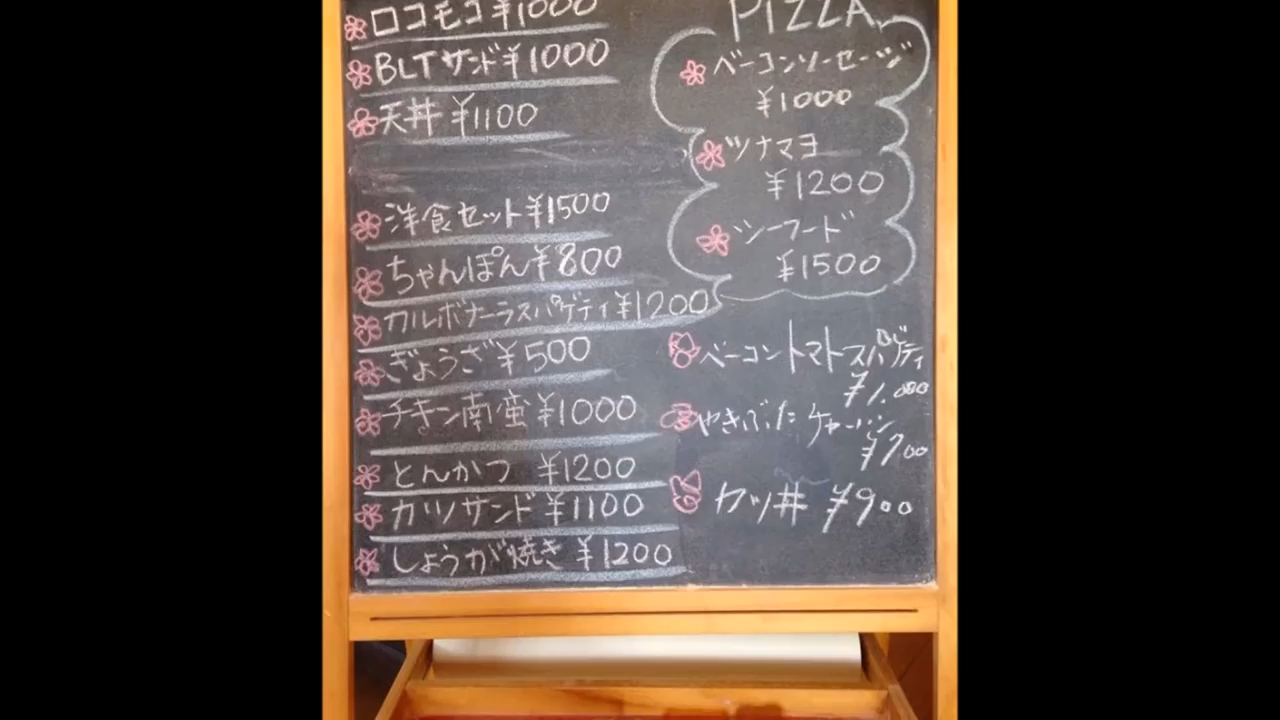 ロコモコ¥1000
BLTサンド¥1000
天丼 ¥1100
洋食セット¥1500
ちゃんぽん¥800
カルボナーラスパゲティ¥1200
ぎょうざ¥500
チキン南蛮¥1000
とんかつ ¥1200
カツサンド¥1100
しょうが焼き ¥1200
PIZZA
ベーコンソーセージ
¥1000
ツナマヨ
¥1200
シーフード
¥1500
ベーコントマトスパゲティ
¥1.000
やきぶた チャーハン
¥700
カツ丼 ¥900